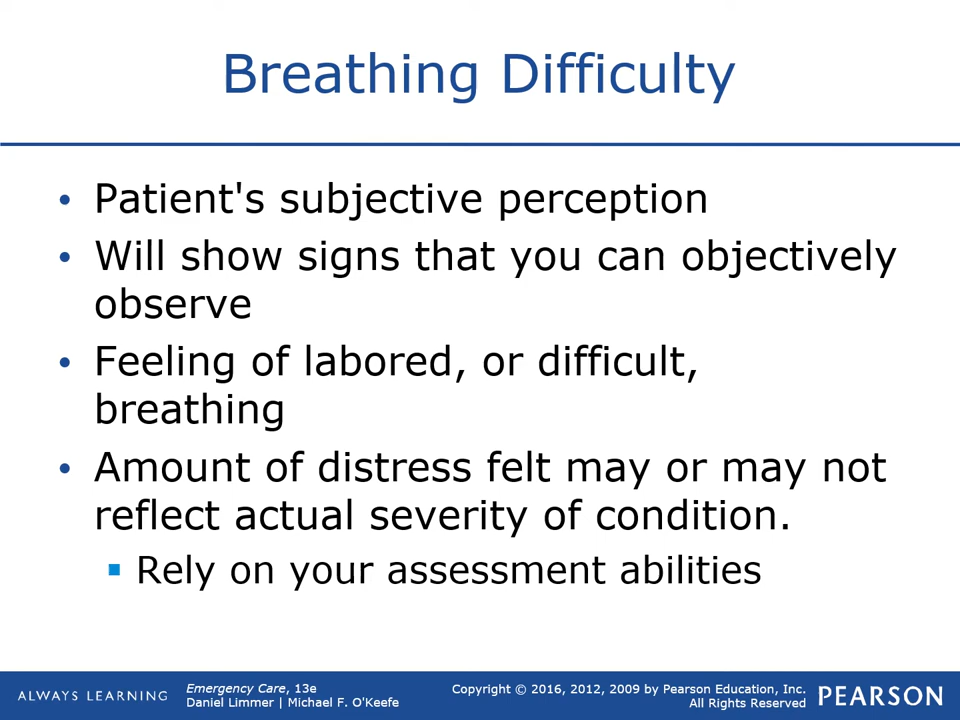 Breathing Difficulty
• Patient's subjective perception
• Will show signs that you can objectively
observe
• Feeling of labored, or difficult,
breathing
• Amount of distress felt may or may not
reflect actual severity of condition.
▪ Rely on your assessment abilities
ALWAYS LEARNING
Emergency Care, 13e
Daniel Limmer | Michael F. O'Keefe
Copyright © 2016, 2012, 2009 by Pearson Education, Inc.
All Rights Reserved
PEARSON